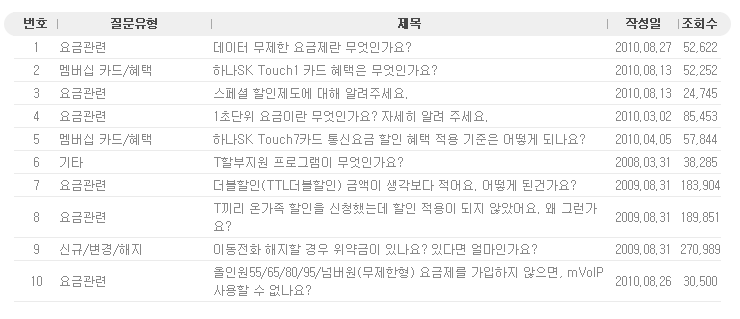 번호 질문유형 제목 작성일 조회수
1 요금관련 데이터 무제한 요금제란 무엇인가요? 2010.08.27 52,622
2 멤버십 카드/혜택 하나SK Touch1 카드 혜택은 무엇인가요? 2010.08.13 52,252
3 요금관련 스페셜 할인제도에 대해 알려주세요. 2010.08.13 24,745
4 요금관련 1초단위 요금이란 무엇인가요? 자세히 알려 주세요. 2010.03.02 85,453
5 멤버십 카드/혜택 하나SK Touch7카드 통신요금 할인 혜택 적용 기준은 어떻게 되나요? 2010.04.05 57,844
6 기타 T할부지원 프로그램이 무엇인가요? 2008.03.31 38,285
7 요금관련 더블할인(TTL더블할인) 금액이 생각보다 적어요. 어떻게 된건가요? 2009.08.31 183,904
8 요금관련 T끼리 온가족 할인을 신청했는데 할인 적용이 되지 않았어요. 왜 그런가
요? 2009.08.31 189,851
9 신규/변경/해지 이동전화 해지할 경우 위약금이 있나요? 있다면 얼마인가요? 2009.08.31 270,989
10 요금관련 올인원55/65/80/95/넘버원(무제한형) 요금제를 가입하지 않으면, mVoIP
사용할 수 없나요? 2010.08.26 30,500